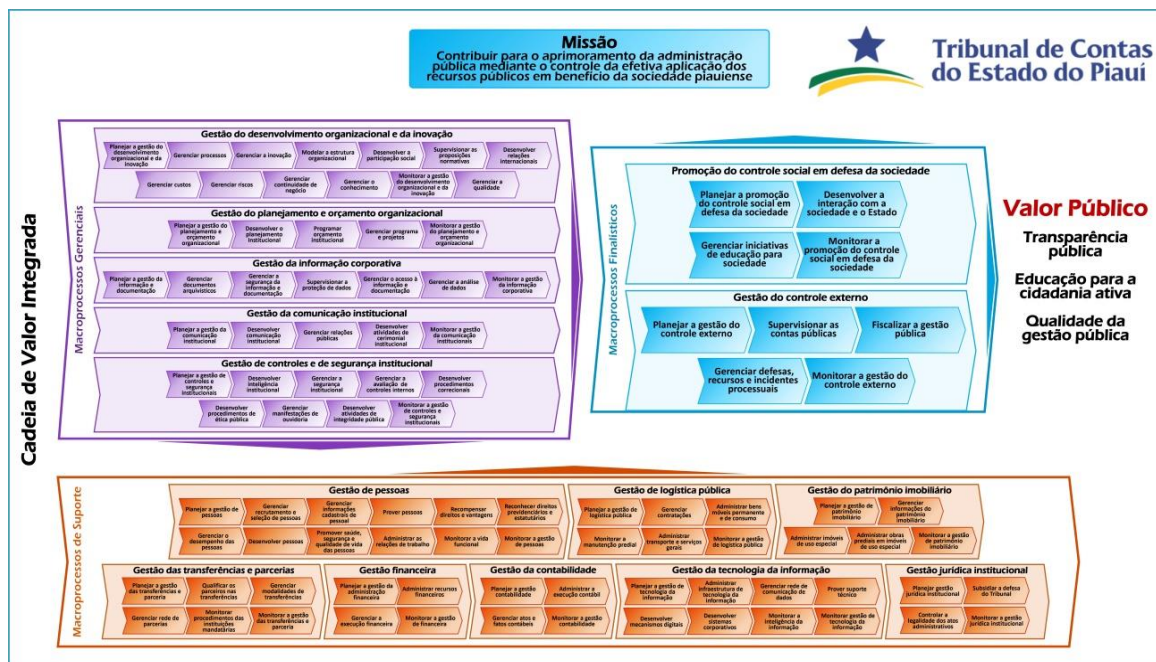 Missão
Contribuir para o aprimoramento da administração
pública mediante o controle da efetiva aplicação dos
recursos públicos em benefício da sociedade piauiense
Tribunal de Contas
do Estado do Piauí
Cadeia de Valor Integrada
Macroprocessos Gerenciais
Gestão do desenvolvimento organizacional e da inovação
Planejar a gestão do
desenvolvimento
organizacional e da
inovação
Gerenciar processos
Gerenciar a inovação
Modelar a estrutura
organizacional
Desenvolver a
participação social
Supervisionar as
proposições
normativas
Desenvolver
relações
internacionais
Gerenciar custos
Gerenciar riscos
Gerenciar
continuidade de
negócio
Gerenciar o
conhecimento
Monitorar a gestão
do desenvolvimento
organizacional e da
inovação
Gerenciar a
qualidade
Gestão do planejamento e orçamento organizacional
Planejar a gestão do
planejamento e
orçamento
organizacional
Desenvolver o
planejamento
institucional
Programar
orçamento
institucional
Gerenciar programa
e projetos
Monitorar a gestão
do planejamento e
orçamento
organizacional
Gestão da informação corporativa
Planejar a gestão da
informação e
documentação
Gerenciar
documentos
arquivísticos
Gerenciar a
segurança da
informação e
documentação
Supervisionar a
proteção de dados
Gerenciar o acesso à
informação e
documentação
Gerenciar a análise
de dados
Monitorar a gestão da
informação
corporativa
Gestão da comunicação institucional
Planejar a gestão da
comunicação
institucional
Desenvolver
comunicação
institucional
Gerenciar relações
públicas
Desenvolver
atividades de
cerimonial
institucional
Monitorar a gestão
da comunicação
institucionais
Gestão de controles e de segurança institucional
Planejar a gestão de
controles e
segurança
institucionais
Desenvolver
inteligência
institucional
Gerenciar a
segurança
institucional
Gerenciar a
avaliação de
controles internos
Desenvolver
procedimentos
correcionais
Desenvolver
procedimentos de
ética pública
Gerenciar
manifestações de
ouvidoria
Desenvolver
atividades de
integridade pública
Monitorar a gestão
de controles e
segurança
institucionais
Macroprocessos Finalísticos
Promoção do controle social em defesa da sociedade
Planejar a promoção
do controle social em
defesa da sociedade
Desenvolver a
interação com a
sociedade e o Estado
Gerenciar iniciativas
de educação para
sociedade
Monitorar a
promoção do controle
social em defesa da
sociedade
Gestão do controle externo
Planejar a gestão do
controle externo
Supervisionar as
contas públicas
Fiscalizar a gestão
pública
Gerenciar defesas,
recursos e incidentes
processuais
Monitorar a gestão do
controle externo
Valor Público
Transparência
pública
Educação para a
cidadania ativa
Qualidade da
gestão pública
Macroprocessos de Suporte
Gestão de pessoas
Planejar a gestão de
pessoas
Gerenciar
recrutamento e
seleção de pessoas
Gerenciar
informações
cadastrais de
pessoal
Prover pessoas
Recompensar
direitos e vantagens
Reconhecer direitos
previdenciários e
estatutários
Gerenciar o
desempenho das
pessoas
Desenvolver pessoas
Promover saúde,
segurança e
qualidade de vida
das pessoas
Administrar as
relações de trabalho
Monitorar a vida
funcional
Monitorar a gestão
de pessoas
Gestão de logística pública
Planejar a gestão de
logística pública
Gerenciar
contratações
Administrar bens
móveis permanente
e de consumo
Monitorar a
manutenção predial
Administrar
transporte e serviços
gerais
Monitorar a gestão
de logística pública
Gestão do patrimônio imobiliário
Planejar a gestão de
patrimônio
imobiliário
Gerenciar
informações do
patrimônio
imobiliário
Administrar imóveis
de uso especial
Administrar obras
prediais em imóveis
de uso especial
Monitorar a gestão
de patrimônio
imobiliário
Gestão das transferências e parcerias
Planejar a gestão
das transferências e
parceria
Qualificar os
parceiros nas
transferências
Gerenciar
modalidades de
transferências
Gerenciar rede de
parcerias
Monitorar
procedimentos das
instituições
mandatárias
Monitorar a gestão
das transferências e
parceria
Gestão financeira
Planejar a gestão de
administração
financeira
Administrar recursos
financeiros
Gerenciar
a execução financeira
Monitorar a gestão
de financeira
Gestão da contabilidade
Planejar a gestão
contabilidade
Administrar a
execução contábil
Gerenciar atos e
fatos contábeis
Monitorar a gestão
contabilidade
Gestão da tecnologia da informação
Planejar a gestão de
tecnologia da
informação
Administrar
infraestrutura de
tecnologia da
informação
Gerenciar rede de
comunicação de
dados
Prover suporte
técnico
Desenvolver
mecanismos digitais
Desenvolver
sistemas
corporativos
Monitorar a
inteligência da
informação
Monitorar gestão de
tecnologia da
informação
Gestão jurídica institucional
Planejar gestão
jurídica institucional
Subsidiar a defesa
do Tribunal
Controlar a
legalidade dos atos
administrativos
Monitorar a gestão
jurídica institucional